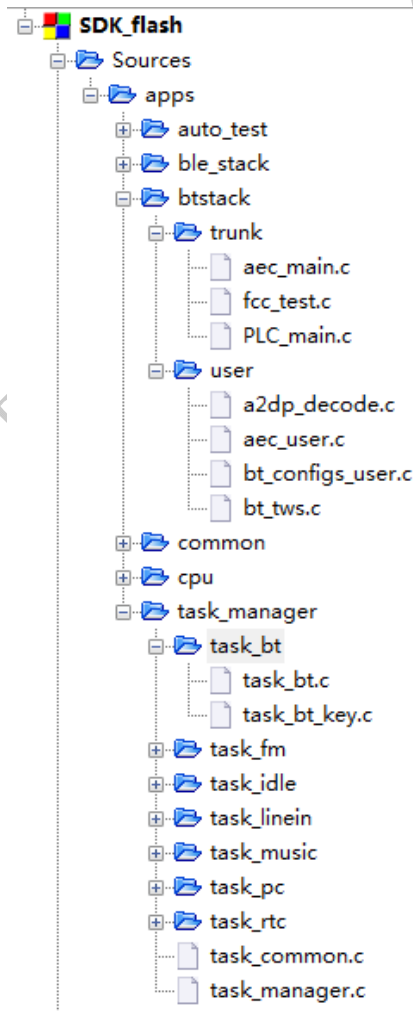 SDK_flash
Sources
apps
auto_test
ble_stack
btstack
trunk
aec_main.c
fcc_test.c
PLC_main.c
user
a2dp_decode.c
aec_user.c
bt_configs_user.c
bt_tws.c
common
cpu
task_manager
task_bt
task_bt.c
task_bt_key.c
task_fm
task_idle
task_linein
task_music
task_pc
task_rtc
task_common.c
task_manager.c